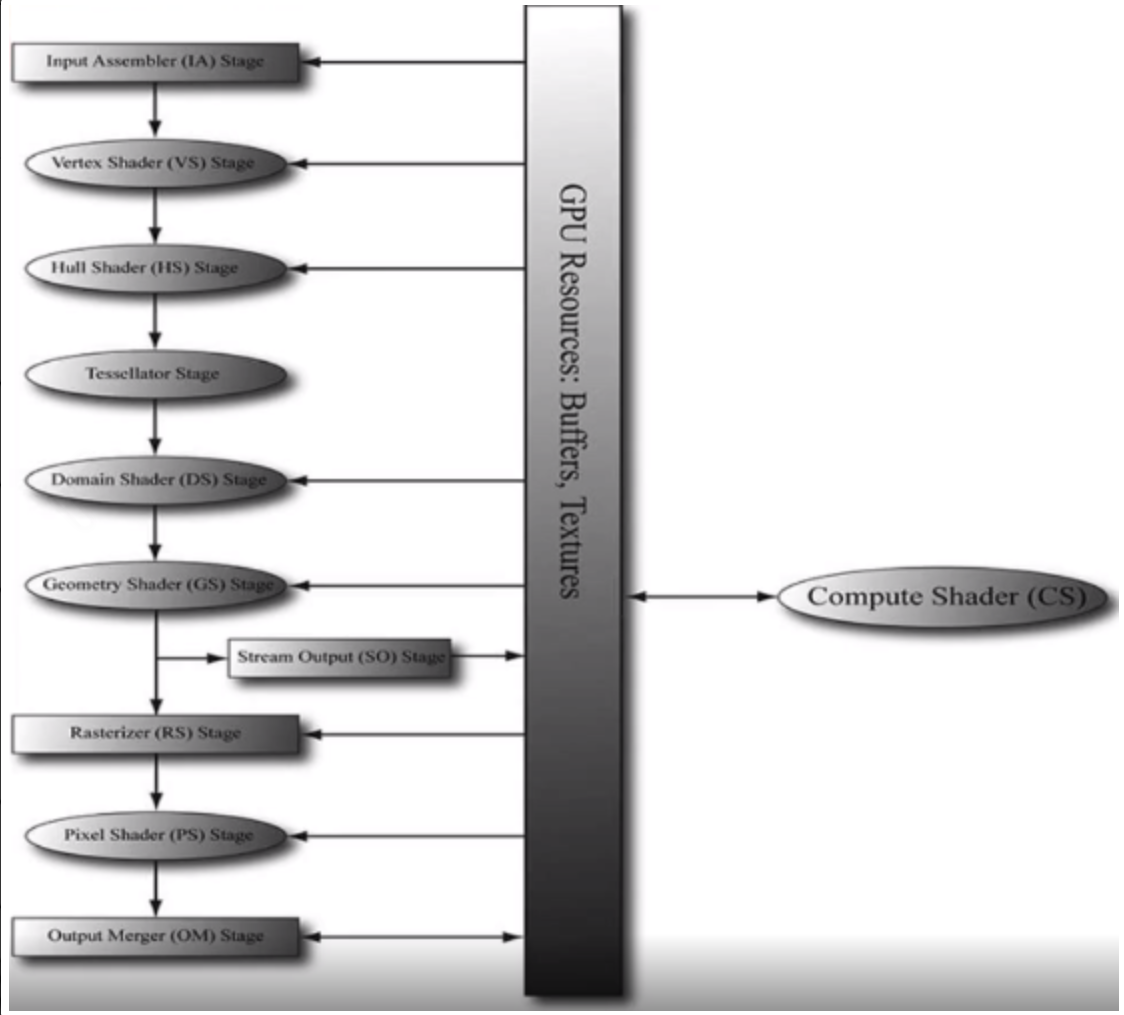 Input Assembler (IA) Stage
Vertex Shader (VS) Stage
Hull Shader (HS) Stage
Tessellator Stage
Domain Shader (DS) Stage
Geometry Shader (GS) Stage
Stream Output (SO) Stage
Rasterizer (RS) Stage
Pixel Shader (PS) Stage
Output Merger (OM) Stage
GPU Resources: Buffers, Textures
Compute Shader (CS)